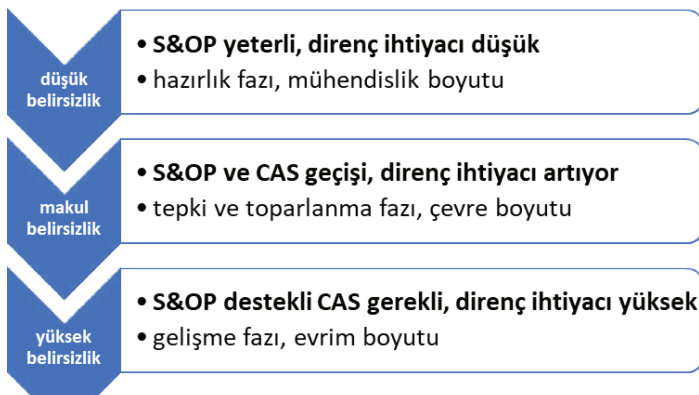 düşük
belirsizlik
• S&OP yeterli, direnç ihtiyacı düşük
• hazırlık fazı, mühendislik boyutu
makul
belirsizlik
• S&OP ve CAS geçişi, direnç ihtiyacı artıyor
• tepki ve toparlanma fazı, çevre boyutu
yüksek
belirsizlik
• S&OP destekli CAS gerekli, direnç ihtiyacı yüksek
• gelişme fazı, evrim boyutu